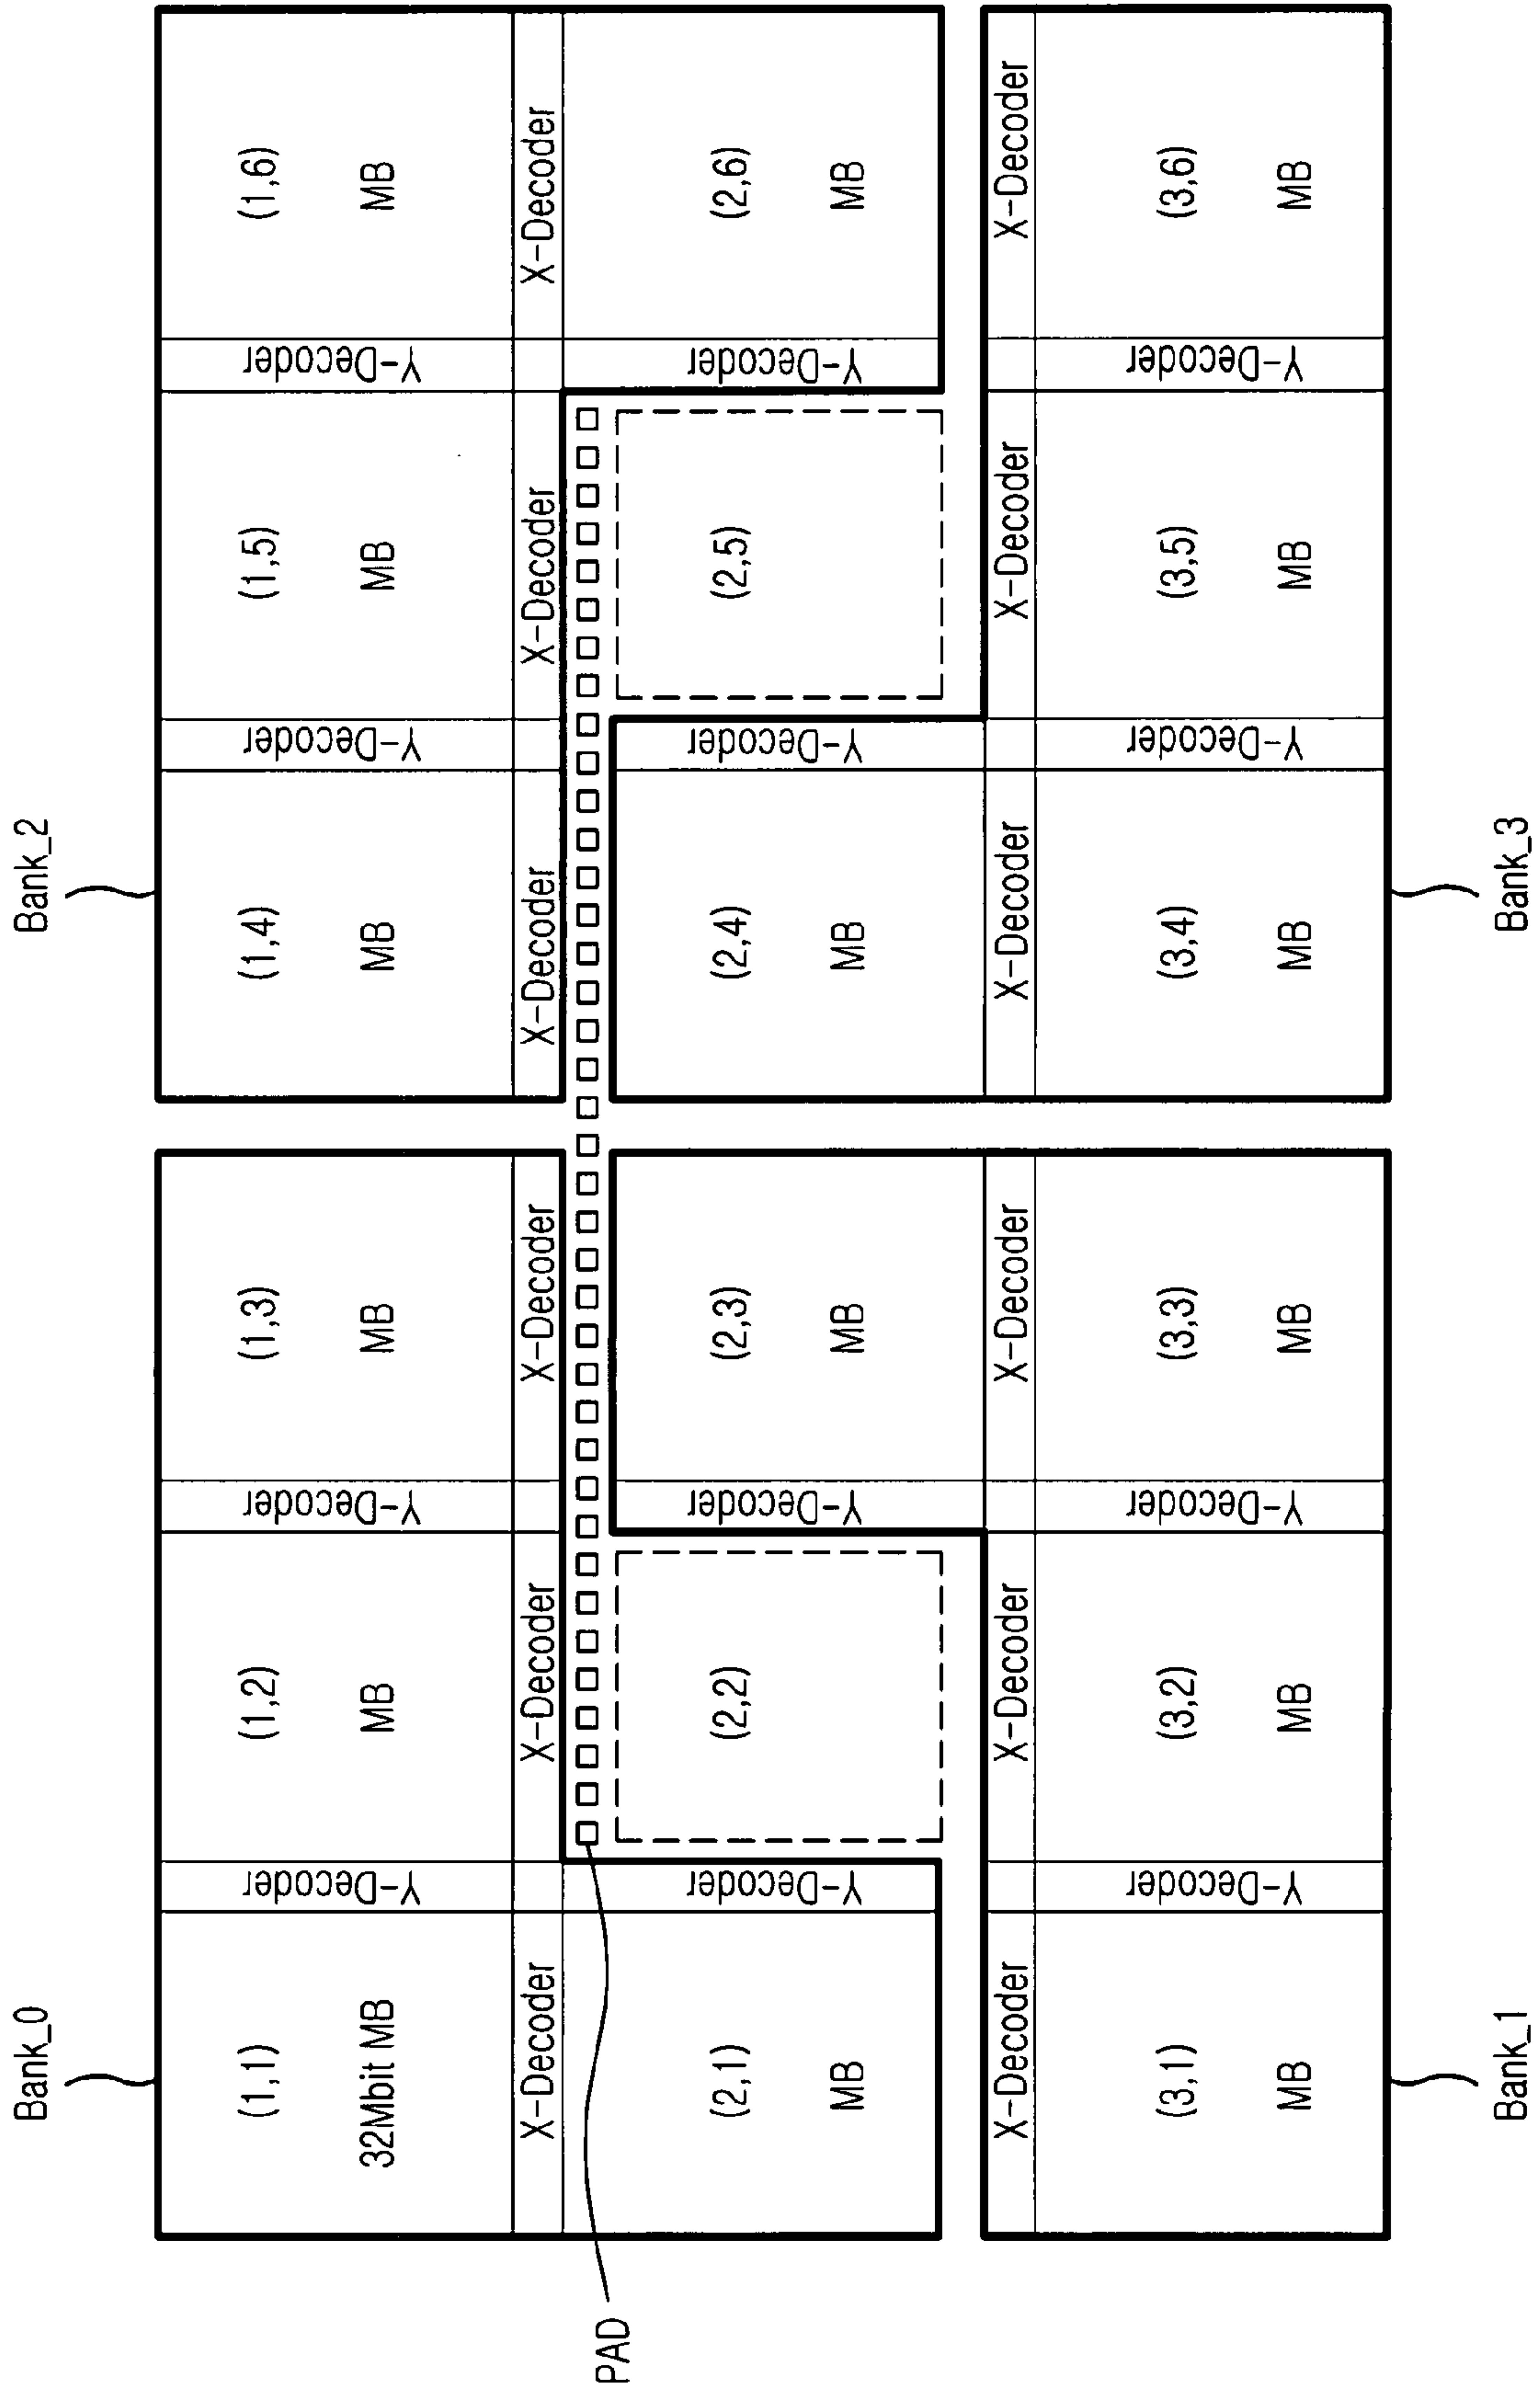 Bank_0
Bank_2
(1,1)
(1,2)
(1,3)
(1,4)
(1,5)
(1,6)
Y-Decoder
Y-Decoder
Y-Decoder
Y-Decoder
32Mbit MB
MB
MB
MB
MB
MB
X-Decoder
X-Decoder
X-Decoder
X-Decoder
X-Decoder
X-Decoder
PAD
(2,1)
(2,2)
(2,3)
(2,4)
(2,5)
(2,6)
Y-Decoder
Y-Decoder
Y-Decoder
Y-Decoder
MB
MB
MB
MB
X-Decoder
X-Decoder
X-Decoder
X-Decoder
X-Decoder
X-Decoder
(3,1)
(3,2)
(3,3)
(3,4)
(3,5)
(3,6)
Y-Decoder
Y-Decoder
Y-Decoder
Y-Decoder
MB
MB
MB
MB
MB
MB
Bank_1
Bank_3